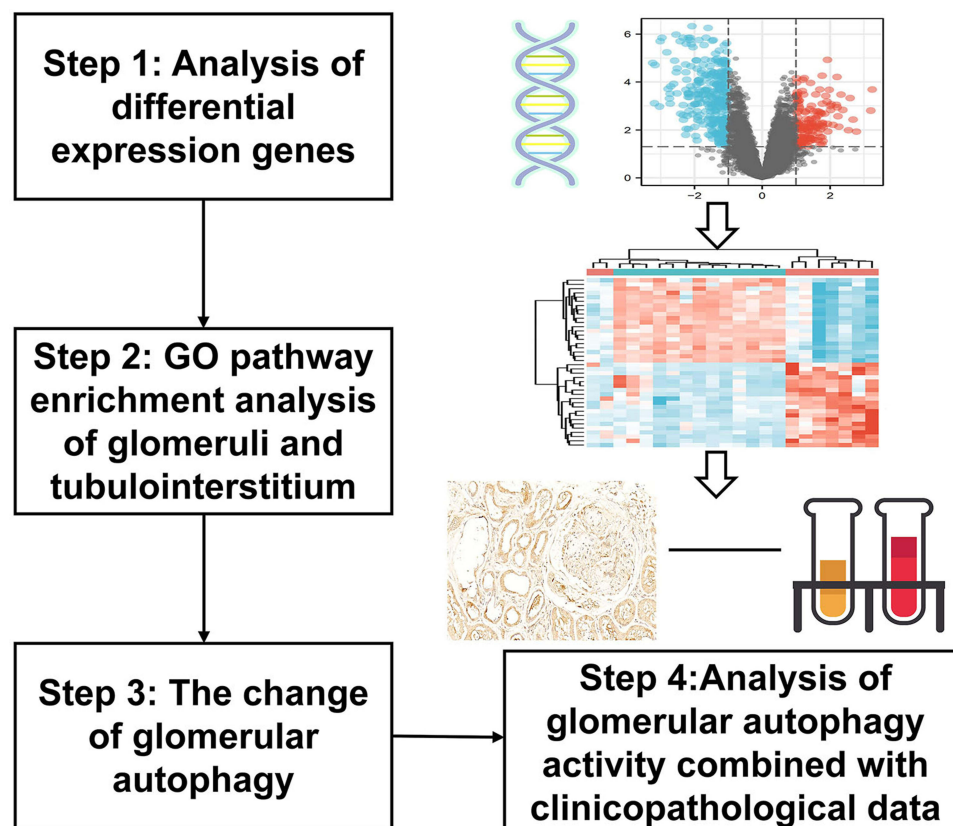 Step 1: Analysis of
differential
expression genes
6
4
2
0
−2
0
2
Step 2: GO pathway
enrichment analysis
of glomeruli and
tubulointerstitium
Step 3: The change
of glomerular
autophagy
Step 4:Analysis of
glomerular autophagy
activity combined with
clinicopathological data